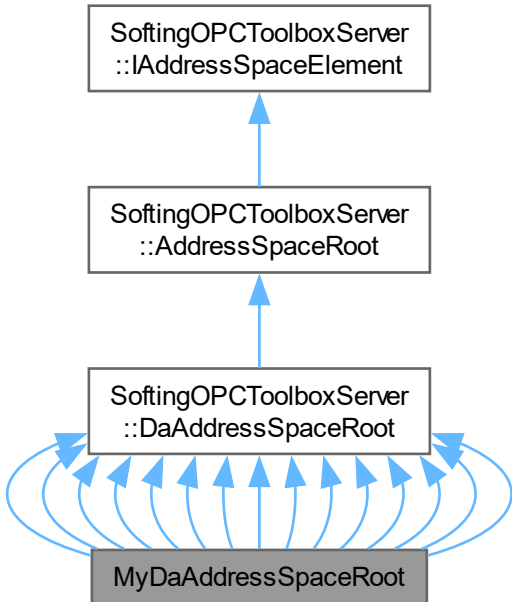 SoftingOPCToolboxServer
::IAddressSpaceElement
SoftingOPCToolboxServer
::AddressSpaceRoot
SoftingOPCToolboxServer
::DaAddressSpaceRoot
MyDaAddressSpaceRoot